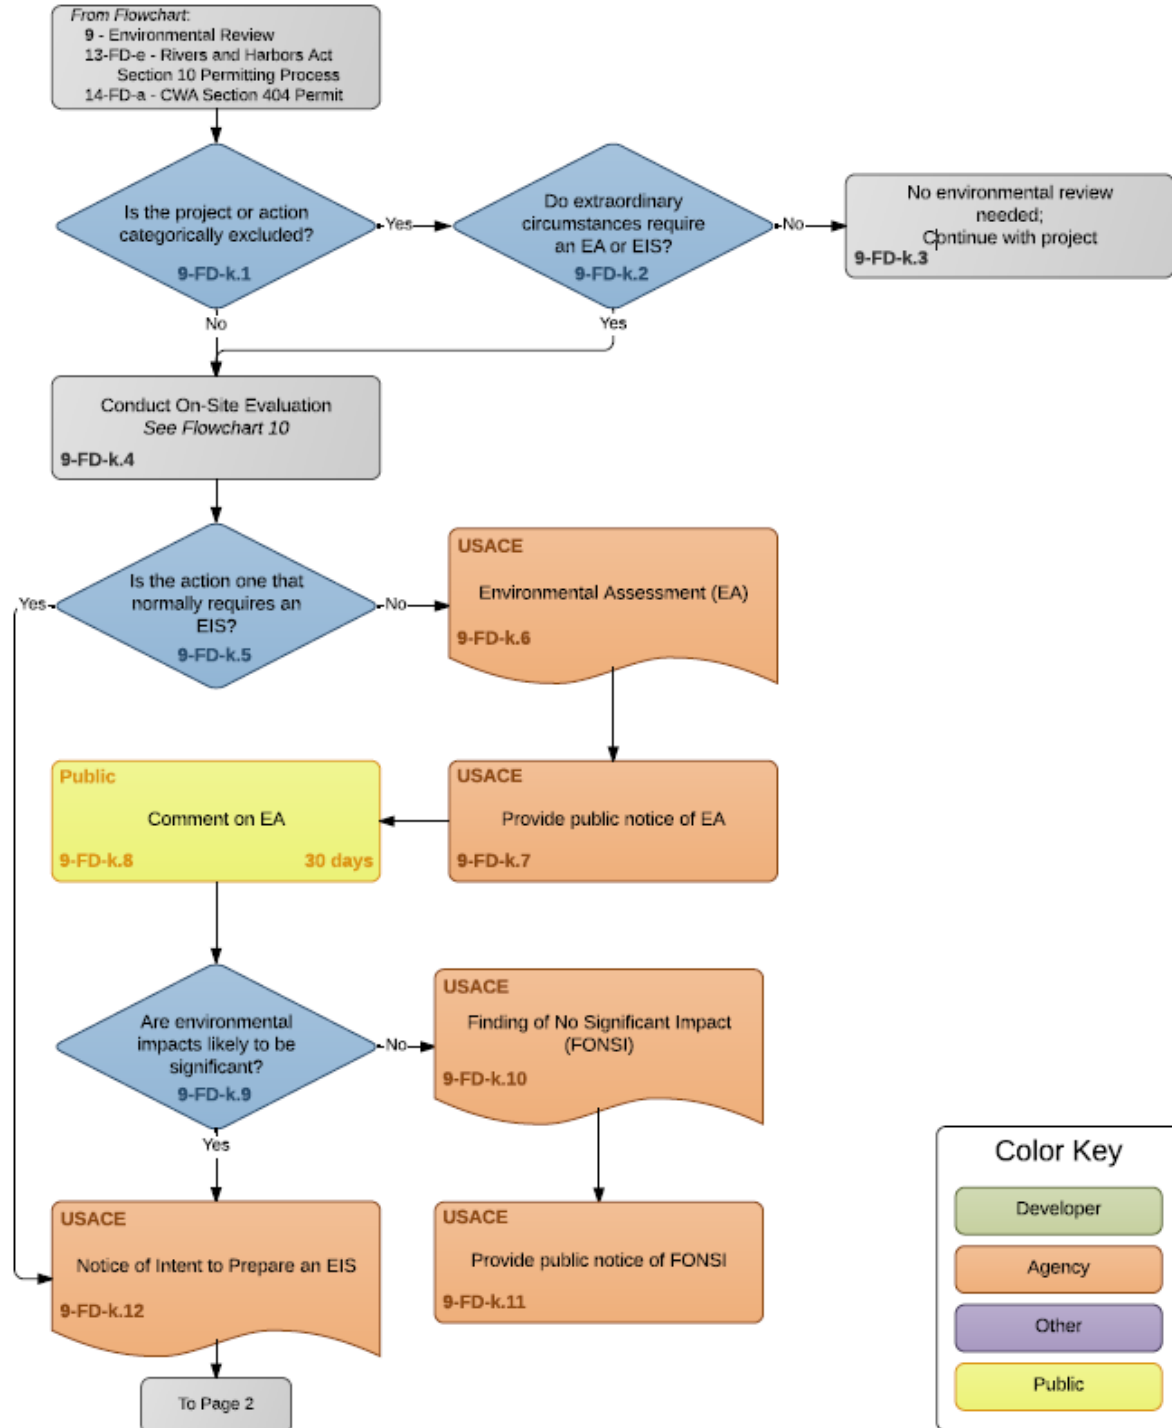 From Flowchart:
9 - Environmental Review
13-FD-e - Rivers and Harbors Act
Section 10 Permitting Process
14-FD-a - CWA Section 404 Permit
Is the project or action
categorically excluded?
9-FD-k.1
Yes
No
Do extraordinary
circumstances require
an EA or EIS?
9-FD-k.2
No
Yes
No environmental review
needed;
Continue with project
9-FD-k.3
Conduct On-Site Evaluation
See Flowchart 10
9-FD-k.4
Is the action one that
normally requires an
EIS?
9-FD-k.5
Yes
No
USACE
Environmental Assessment (EA)
9-FD-k.6
USACE
Provide public notice of EA
9-FD-k.7
Public
Comment on EA
9-FD-k.8 30 days
Are environmental
impacts likely to be
significant?
9-FD-k.9
No
Yes
USACE
Finding of No Significant Impact
(FONSI)
9-FD-k.10
USACE
Provide public notice of FONSI
9-FD-k.11
USACE
Notice of Intent to Prepare an EIS
9-FD-k.12
To Page 2
Color Key
Developer
Agency
Other
Public